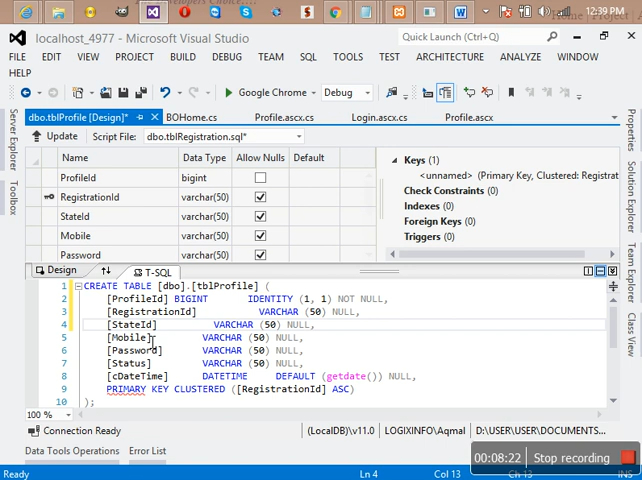 12:39 PM
localhost_4977 - Microsoft Visual Studio
Quick Launch (Ctrl+Q)
FILE EDIT VIEW PROJECT BUILD DEBUG TEAM SQL TOOLS TEST ARCHITECTURE ANALYZE WINDOW
HELP
Google Chrome Debug
dbo.tblProfile [Design]* BOHome.cs Profile.ascx.cs Login.ascx.cs Profile.ascx
Update Script File: dbo.tblRegistration.sql*
Name Data Type Allow Nulls Default
ProfileId bigint
RegistrationId varchar(50)
StateId varchar(50)
Mobile varchar(50)
Password varchar(50)
Keys (1)
<unnamed> (Primary Key, Clustered: Registrat
Check Constraints (0)
Indexes (0)
Foreign Keys (0)
Triggers (0)
Server Explorer
Toolbox
Properties
Solution Explorer
Team Explorer
Class View
Design T-SQL
1 CREATE TABLE [dbo].[tblProfile] (
2 [ProfileId] BIGINT IDENTITY (1, 1) NOT NULL,
3 [RegistrationId] VARCHAR (50) NULL,
4 [StateId] VARCHAR (50) NULL,
5 [Mobile] VARCHAR (50) NULL,
6 [Password] VARCHAR (50) NULL,
7 [Status] VARCHAR (50) NULL,
8 [cDateTime] DATETIME DEFAULT (getdate()) NULL,
9 PRIMARY KEY CLUSTERED ([RegistrationId] ASC)
10 );
100 %
Connection Ready (LocalDB)\v11.0 LOGIXINFO\Aqmal D:\USER\USER\DOCUMENTS...
Data Tools Operations Error List
00:08:22 Stop recording
Ready Ln 4 Col 13 Ch 13 INS